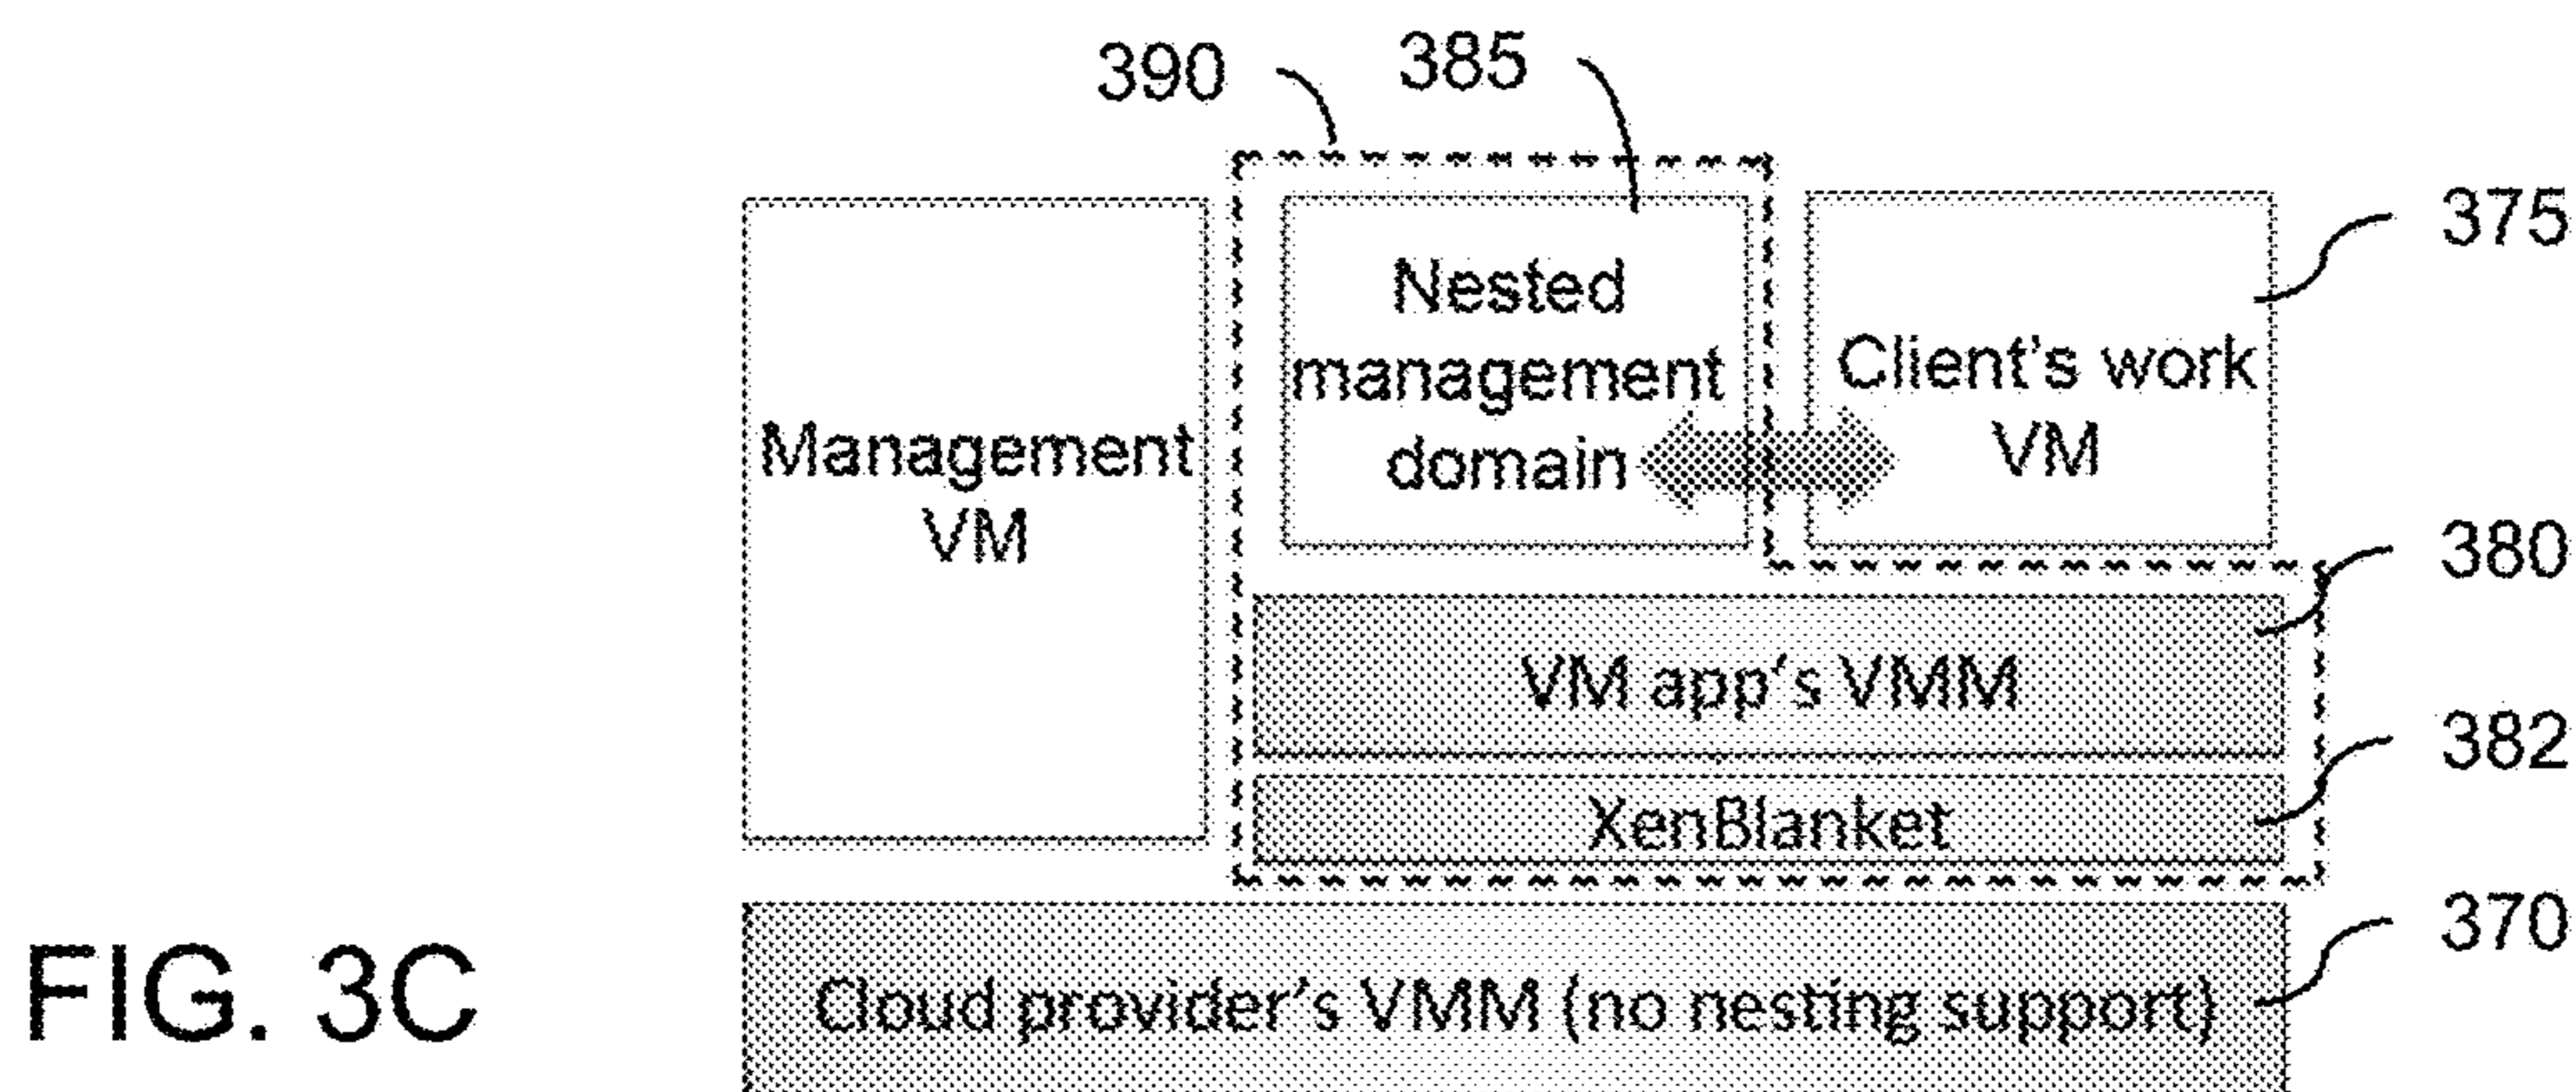 390
385
375
Nested
management
domain
Client's work
VM
Management
VM
380
VM app's VMM
382
XenBlanket
370
Cloud provider's VMM (no nesting support)
FIG. 3C